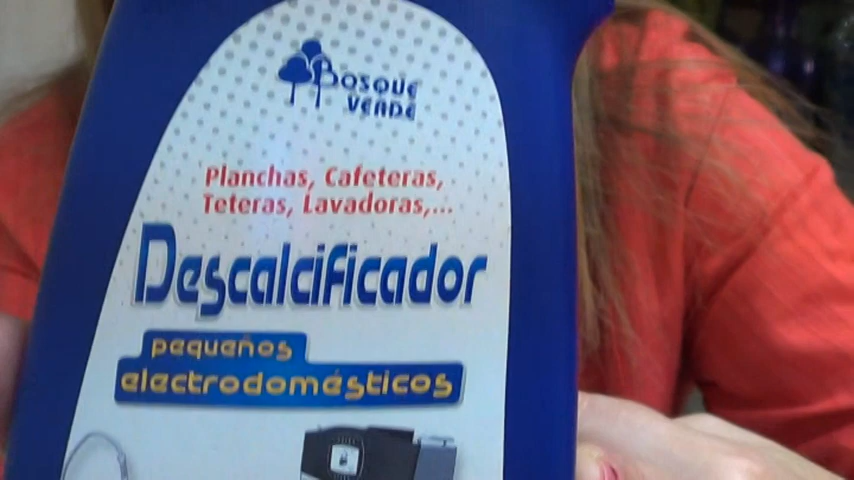 Bosque
Verde
Planchas, Cafeteras,
Teteras, Lavadoras,...
Descalcificador
pequeños
electrodomésticos